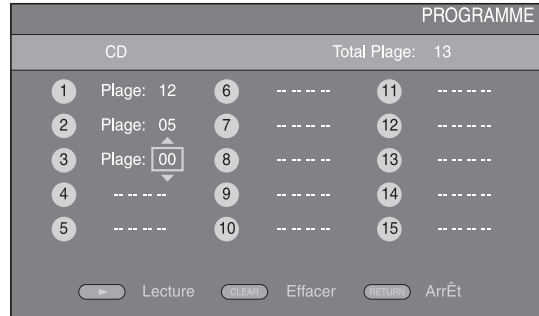 PROGRAMME
CD Total Plage: 13
1 Plage: 12 6 -- -- -- -- 11 -- -- -- --
2 Plage: 05 7 -- -- -- -- 12 -- -- -- --
3 Plage: 00 8 -- -- -- -- 13 -- -- -- --
4 -- -- -- -- 9 -- -- -- -- 14 -- -- -- --
5 -- -- -- -- 10 -- -- -- -- 15 -- -- -- --
Lecture CLEAR Effacer RETURN ArrÊt